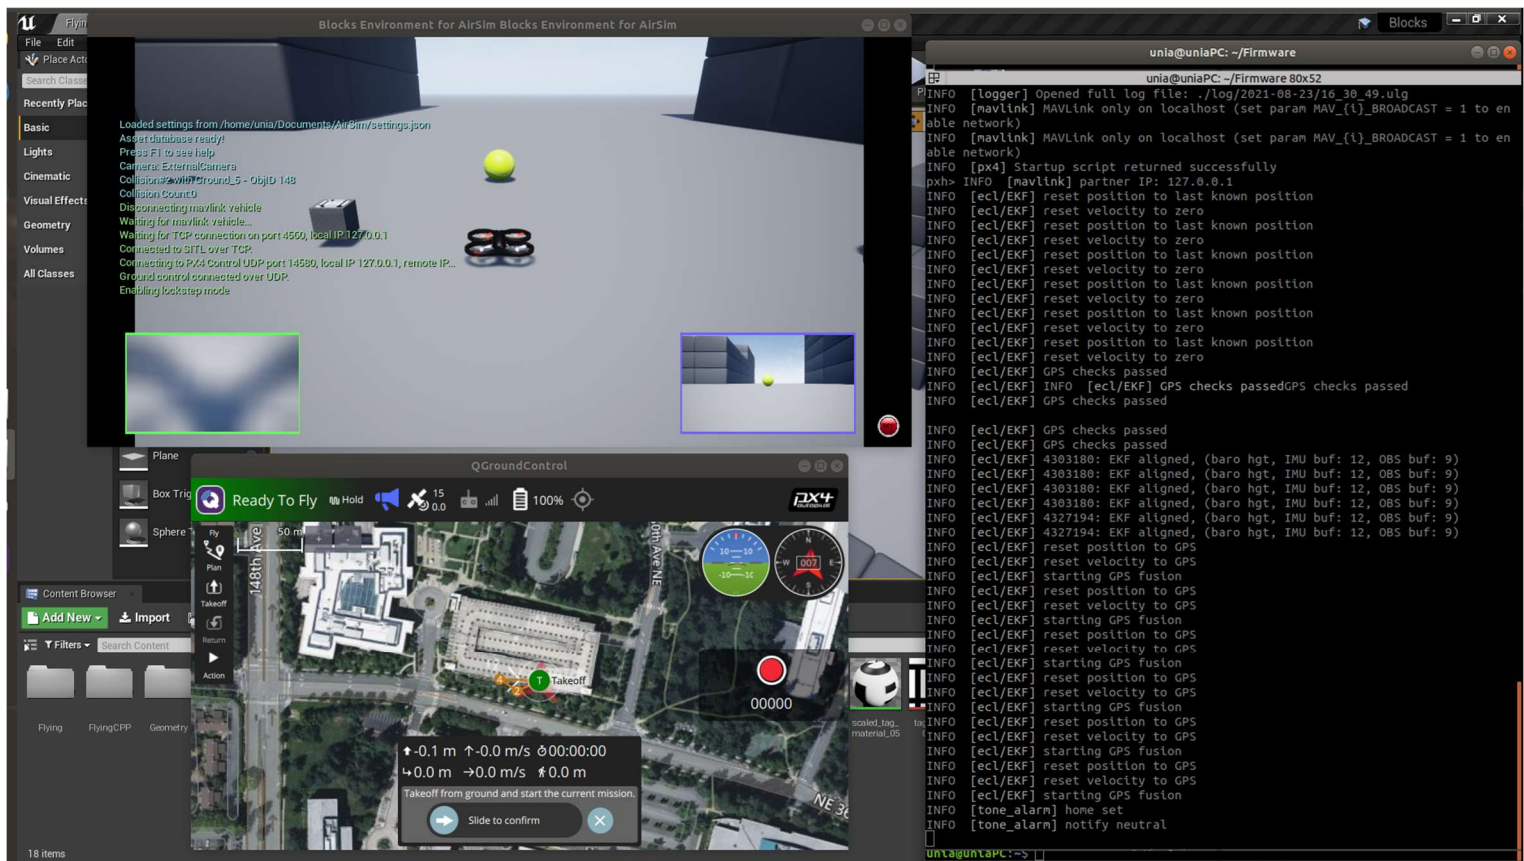 Flyin
Blocks Environment for AirSim Blocks Environment for AirSim
Blocks
File Edit
Place Acto
Search Classe
Recently Plac
Basic
Lights
Cinematic
Visual Effects
Geometry
Volumes
All Classes
Loaded settings from /home/unia/Documents/AirSim/settings.json
Asset database ready!
Press F1 to see help
Camera: ExternalCamera
Collision#2 with Ground_5 - ObjID 148
Collision Count:0
Disconnecting mavlink vehicle
Waiting for mavlink vehicle...
Waiting for TCP connection on port 4560, local IP 127.0.0.1
Connected to SITL over TCP.
Connecting to PX4 Control UDP port 14580, local IP 127.0.0.1, remote IP...
Ground control connected over UDP.
Enabling lockstep mode
Plane
Box Trig
Sphere T
Content Browser
Add New
Import
Filters
Search Content
Flying
FlyingCPP
Geometry
scaled_tag_
material_05
tag
18 items
QGroundControl
Ready To Fly
Hold
15
0.0
100%
PX4
AUTOPILOT
Fly
Plan
Takeoff
Return
Action
50 m
148th Ave
0th Ave NE
NE 36
10 10
-10 -10
N
W 007 E
S
4
2
T Takeoff
00000
-0.1 m -0.0 m/s 00:00:00
0.0 m 0.0 m/s 0.0 m
Takeoff from ground and start the current mission.
Slide to confirm
unia@uniaPC: ~/Firmware
unia@uniaPC: ~/Firmware 80x52
INFO [logger] Opened full log file: ./log/2021-08-23/16_30_49.ulg
INFO [mavlink] MAVLink only on localhost (set param MAV_{i}_BROADCAST = 1 to en
able network)
INFO [mavlink] MAVLink only on localhost (set param MAV_{i}_BROADCAST = 1 to en
able network)
INFO [px4] Startup script returned successfully
pxh> INFO [mavlink] partner IP: 127.0.0.1
INFO [ecl/EKF] reset position to last known position
INFO [ecl/EKF] reset velocity to zero
INFO [ecl/EKF] reset position to last known position
INFO [ecl/EKF] reset velocity to zero
INFO [ecl/EKF] reset position to last known position
INFO [ecl/EKF] reset velocity to zero
INFO [ecl/EKF] reset position to last known position
INFO [ecl/EKF] reset velocity to zero
INFO [ecl/EKF] reset position to last known position
INFO [ecl/EKF] reset velocity to zero
INFO [ecl/EKF] reset position to last known position
INFO [ecl/EKF] reset velocity to zero
INFO [ecl/EKF] GPS checks passed
INFO [ecl/EKF] INFO [ecl/EKF] GPS checks passedGPS checks passed
INFO [ecl/EKF] GPS checks passed
INFO [ecl/EKF] GPS checks passed
INFO [ecl/EKF] GPS checks passed
INFO [ecl/EKF] 4303180: EKF aligned, (baro hgt, IMU buf: 12, OBS buf: 9)
INFO [ecl/EKF] 4303180: EKF aligned, (baro hgt, IMU buf: 12, OBS buf: 9)
INFO [ecl/EKF] 4303180: EKF aligned, (baro hgt, IMU buf: 12, OBS buf: 9)
INFO [ecl/EKF] 4303180: EKF aligned, (baro hgt, IMU buf: 12, OBS buf: 9)
INFO [ecl/EKF] 4327194: EKF aligned, (baro hgt, IMU buf: 12, OBS buf: 9)
INFO [ecl/EKF] 4327194: EKF aligned, (baro hgt, IMU buf: 12, OBS buf: 9)
INFO [ecl/EKF] reset position to GPS
INFO [ecl/EKF] reset velocity to GPS
INFO [ecl/EKF] starting GPS fusion
INFO [ecl/EKF] reset position to GPS
INFO [ecl/EKF] reset velocity to GPS
INFO [ecl/EKF] starting GPS fusion
INFO [ecl/EKF] reset position to GPS
INFO [ecl/EKF] reset velocity to GPS
INFO [ecl/EKF] starting GPS fusion
INFO [ecl/EKF] reset position to GPS
INFO [ecl/EKF] reset velocity to GPS
INFO [ecl/EKF] starting GPS fusion
INFO [ecl/EKF] reset position to GPS
INFO [ecl/EKF] reset velocity to GPS
INFO [ecl/EKF] starting GPS fusion
INFO [ecl/EKF] reset position to GPS
INFO [ecl/EKF] reset velocity to GPS
INFO [ecl/EKF] starting GPS fusion
INFO [tone_alarm] home set
INFO [tone_alarm] notify neutral
unia@uniaPC:~$